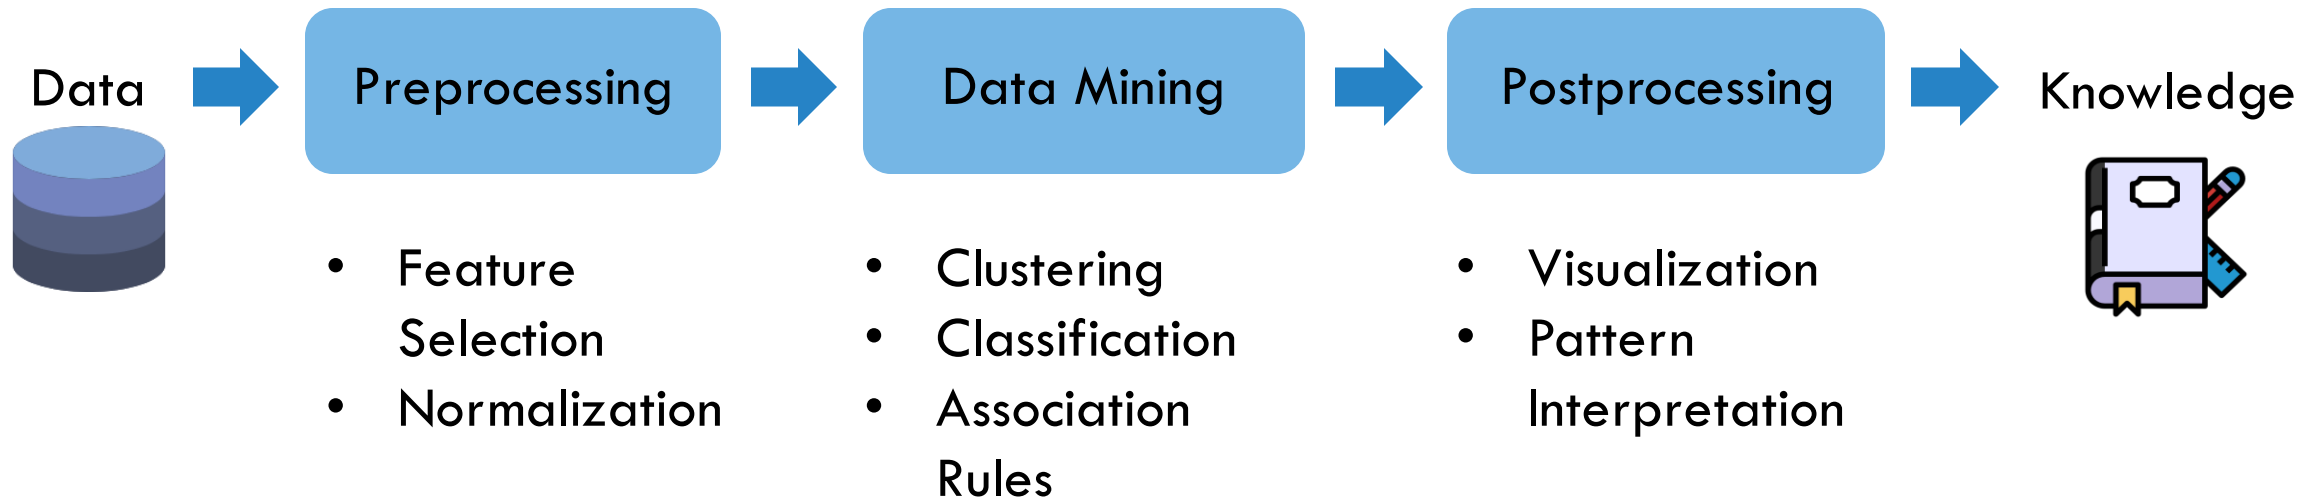 Data
Preprocessing
Data Mining
Postprocessing
Knowledge
• Feature
Selection
• Normalization
• Clustering
• Classification
• Association
Rules
• Visualization
• Pattern
Interpretation